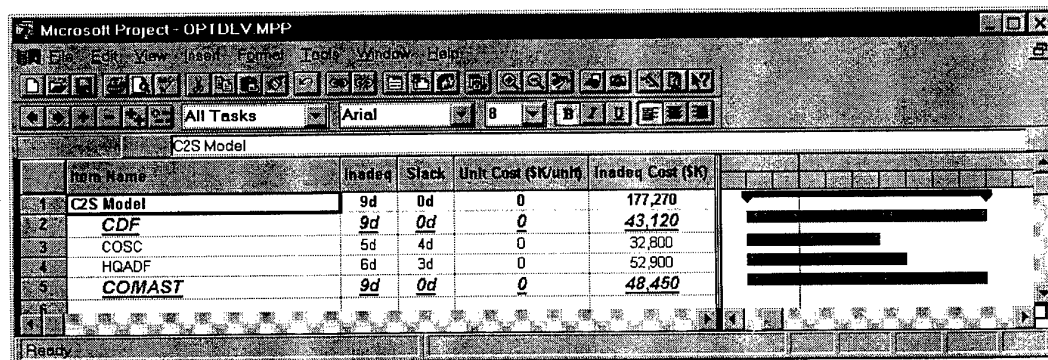 Microsoft Project - OPTDLV.MPP
File Edit View Insert Format Tools Window Help
All Tasks Arial 8 B I U
C2S Model
Item Name Inadeq Slack Unit Cost ($K/unit) Inadeq Cost ($K)
1 C2S Model 9d 0d 0 177,270
2 CDF 9d 0d 0 43,120
3 COSC 5d 4d 0 32,800
4 HQADF 6d 3d 0 52,900
5 COMAST 9d 0d 0 48,450
Ready